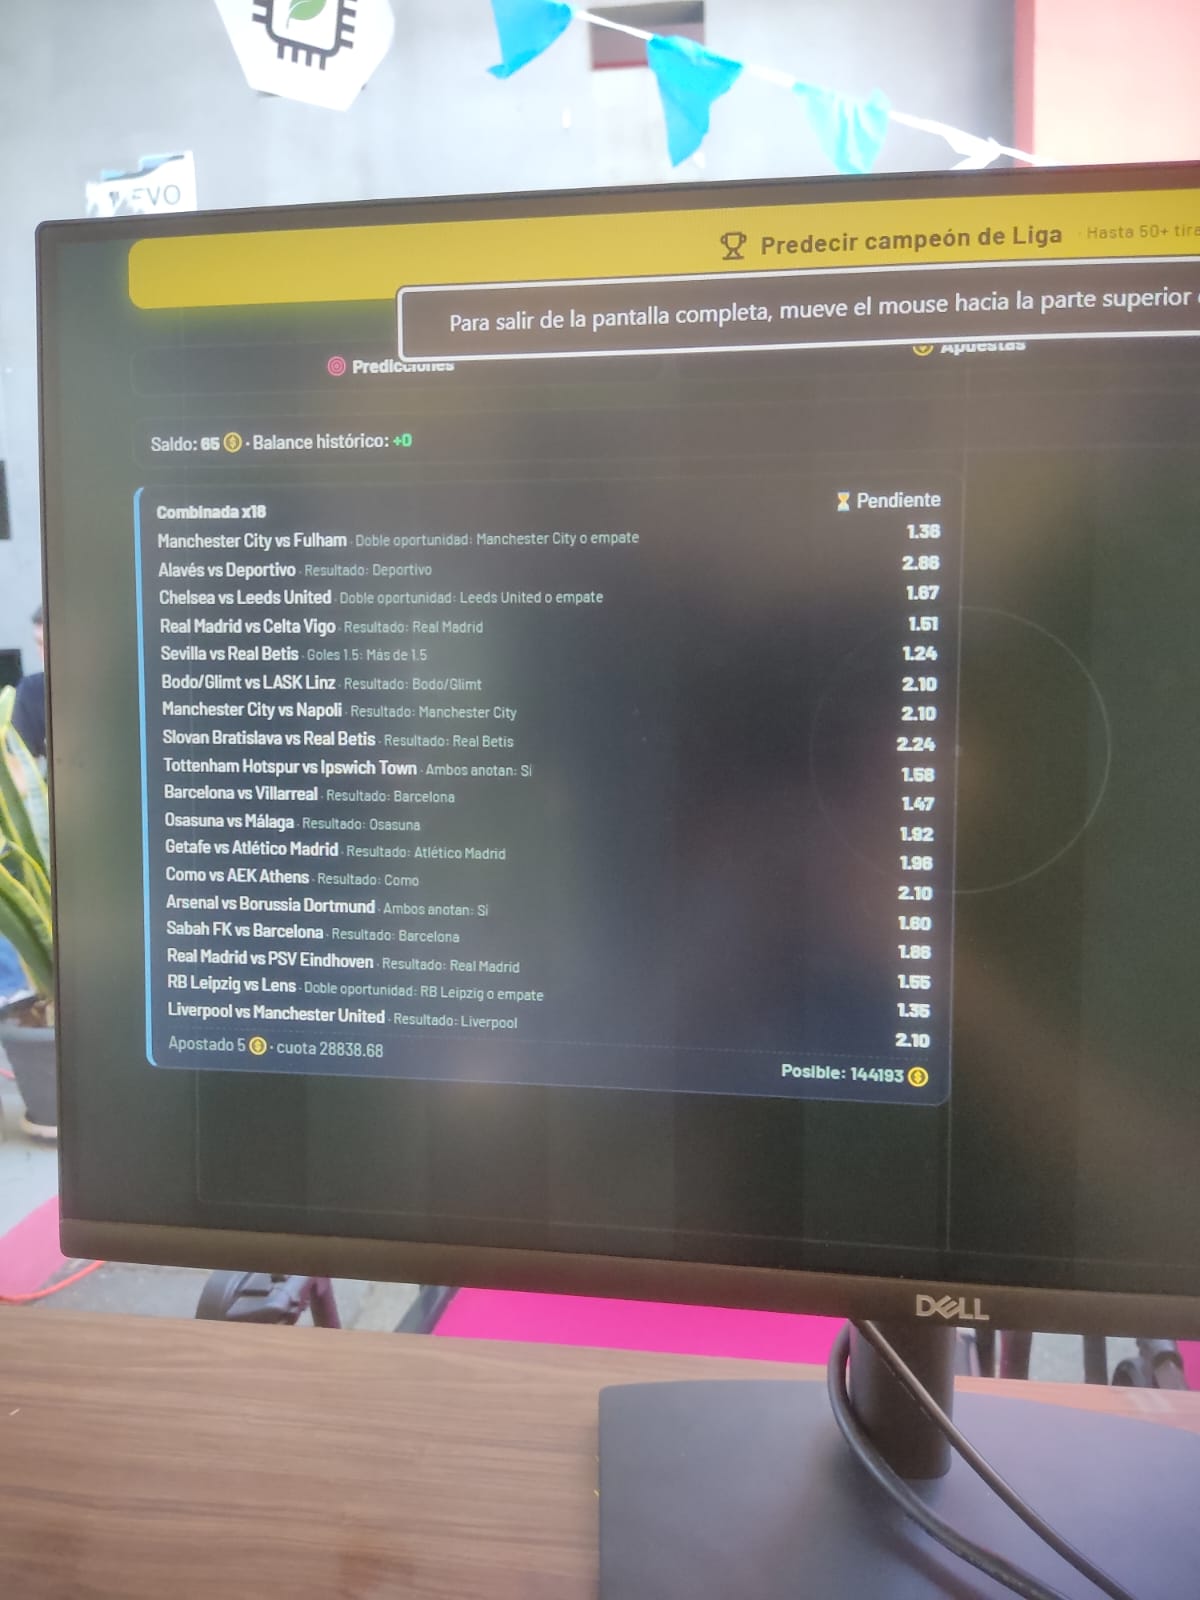 EVO
Predecir campeón de Liga · Hasta 50+
Para salir de la pantalla completa, mueve el mouse hacia la parte superior
Predicciones
Apuestas
Saldo: 65 · Balance histórico: +0
Combinada x18 Pendiente
Manchester City vs Fulham · Doble oportunidad: Manchester City o empate 1.36
Alavés vs Deportivo · Resultado: Deportivo 2.88
Chelsea vs Leeds United · Doble oportunidad: Leeds United o empate 1.67
Real Madrid vs Celta Vigo · Resultado: Real Madrid 1.51
Sevilla vs Real Betis · Goles 1.5: Más de 1.5 1.24
Bodo/Glimt vs LASK Linz · Resultado: Bodo/Glimt 2.10
Manchester City vs Napoli · Resultado: Manchester City 2.10
Slovan Bratislava vs Real Betis · Resultado: Real Betis 2.24
Tottenham Hotspur vs Ipswich Town · Ambos anotan: Sí 1.58
Barcelona vs Villarreal · Resultado: Barcelona 1.47
Osasuna vs Málaga · Resultado: Osasuna 1.92
Getafe vs Atlético Madrid · Resultado: Atlético Madrid 1.96
Como vs AEK Athens · Resultado: Como 2.10
Arsenal vs Borussia Dortmund · Ambos anotan: Sí 1.60
Sabah FK vs Barcelona · Resultado: Barcelona 1.86
Real Madrid vs PSV Eindhoven · Resultado: Real Madrid 1.55
RB Leipzig vs Lens · Doble oportunidad: RB Leipzig o empate 1.35
Liverpool vs Manchester United · Resultado: Liverpool 2.10
Apostado 5 · cuota 28838.68
Posible: 144193
DELL